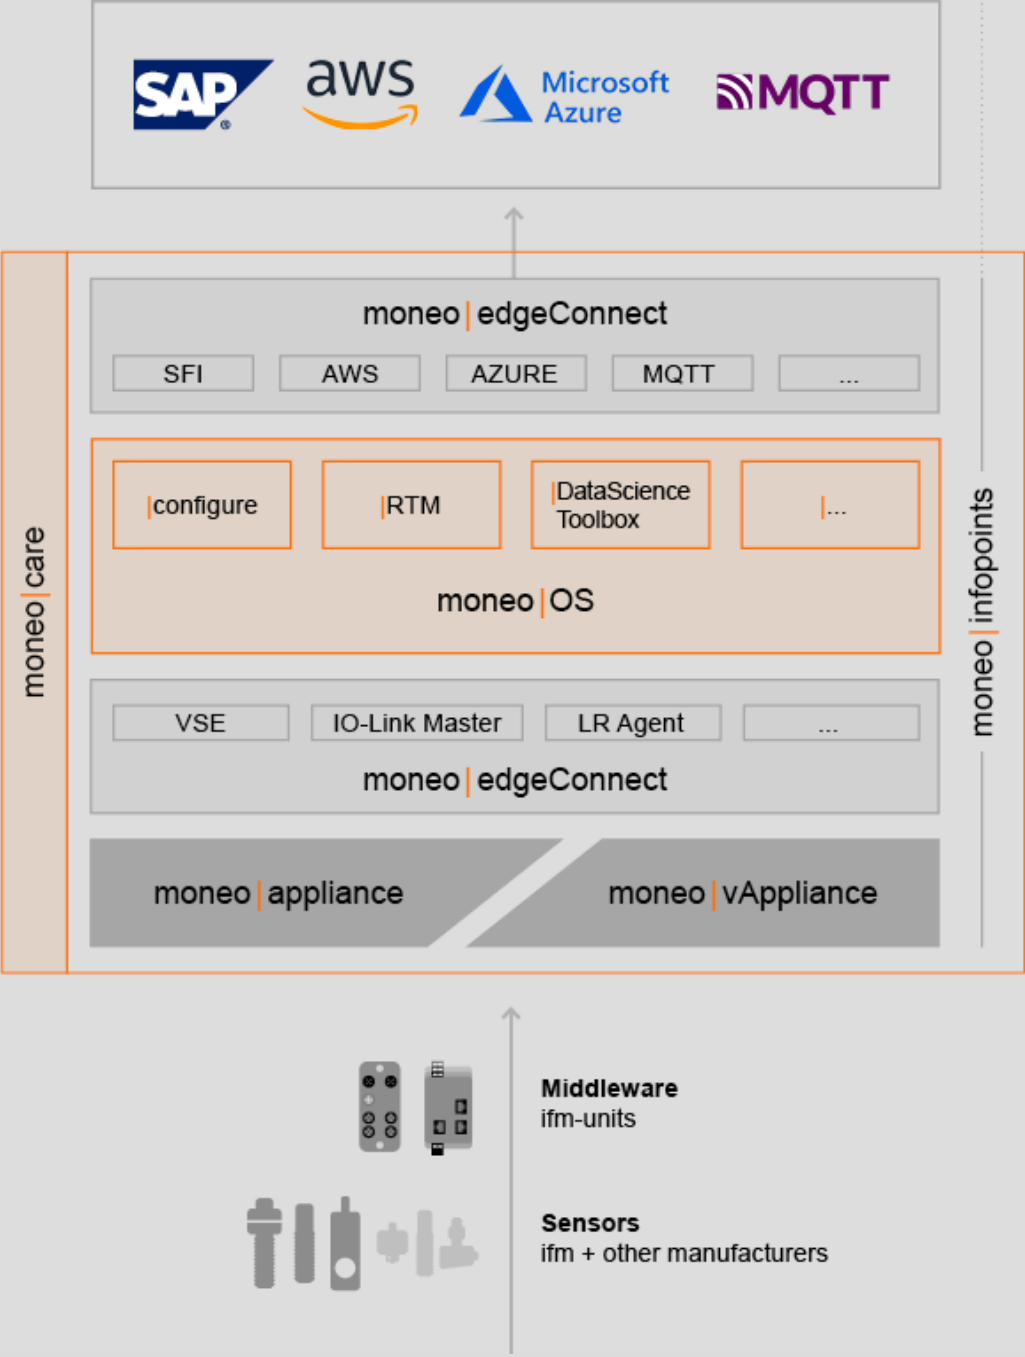 SAP®
aws
Microsoft
Azure
MQTT
moneo|edgeConnect
SFI
AWS
AZURE
MQTT
...
|configure
|RTM
|DataScience
Toolbox
|...
moneo|OS
moneo|care
moneo|infopoints
VSE
IO-Link Master
LR Agent
...
moneo|edgeConnect
moneo|appliance
moneo|vAppliance
Middleware
ifm-units
Sensors
ifm + other manufacturers